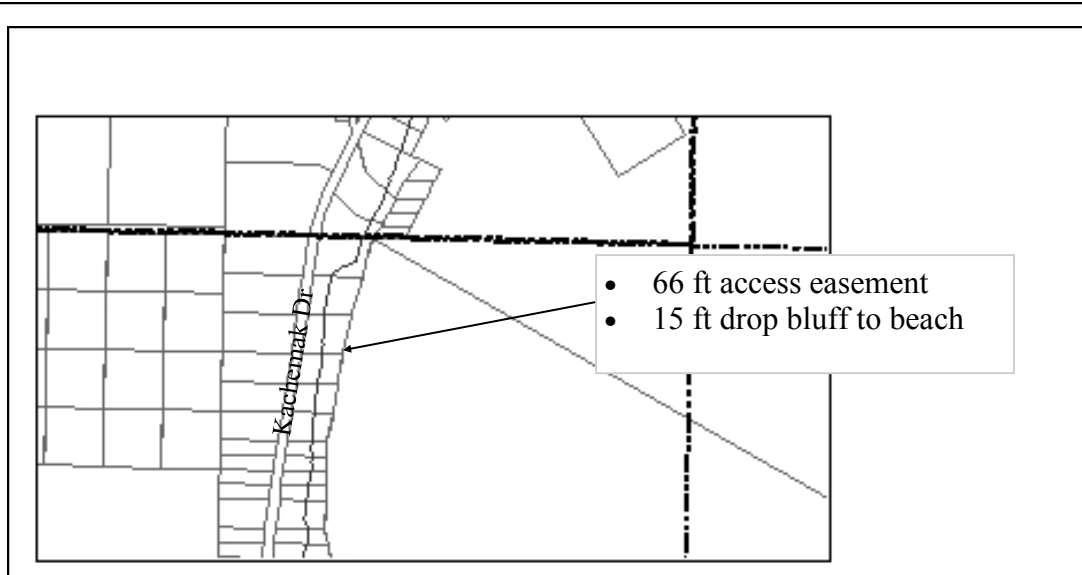 • 66 ft access easement
• 15 ft drop bluff to beach
Kachemak Dr